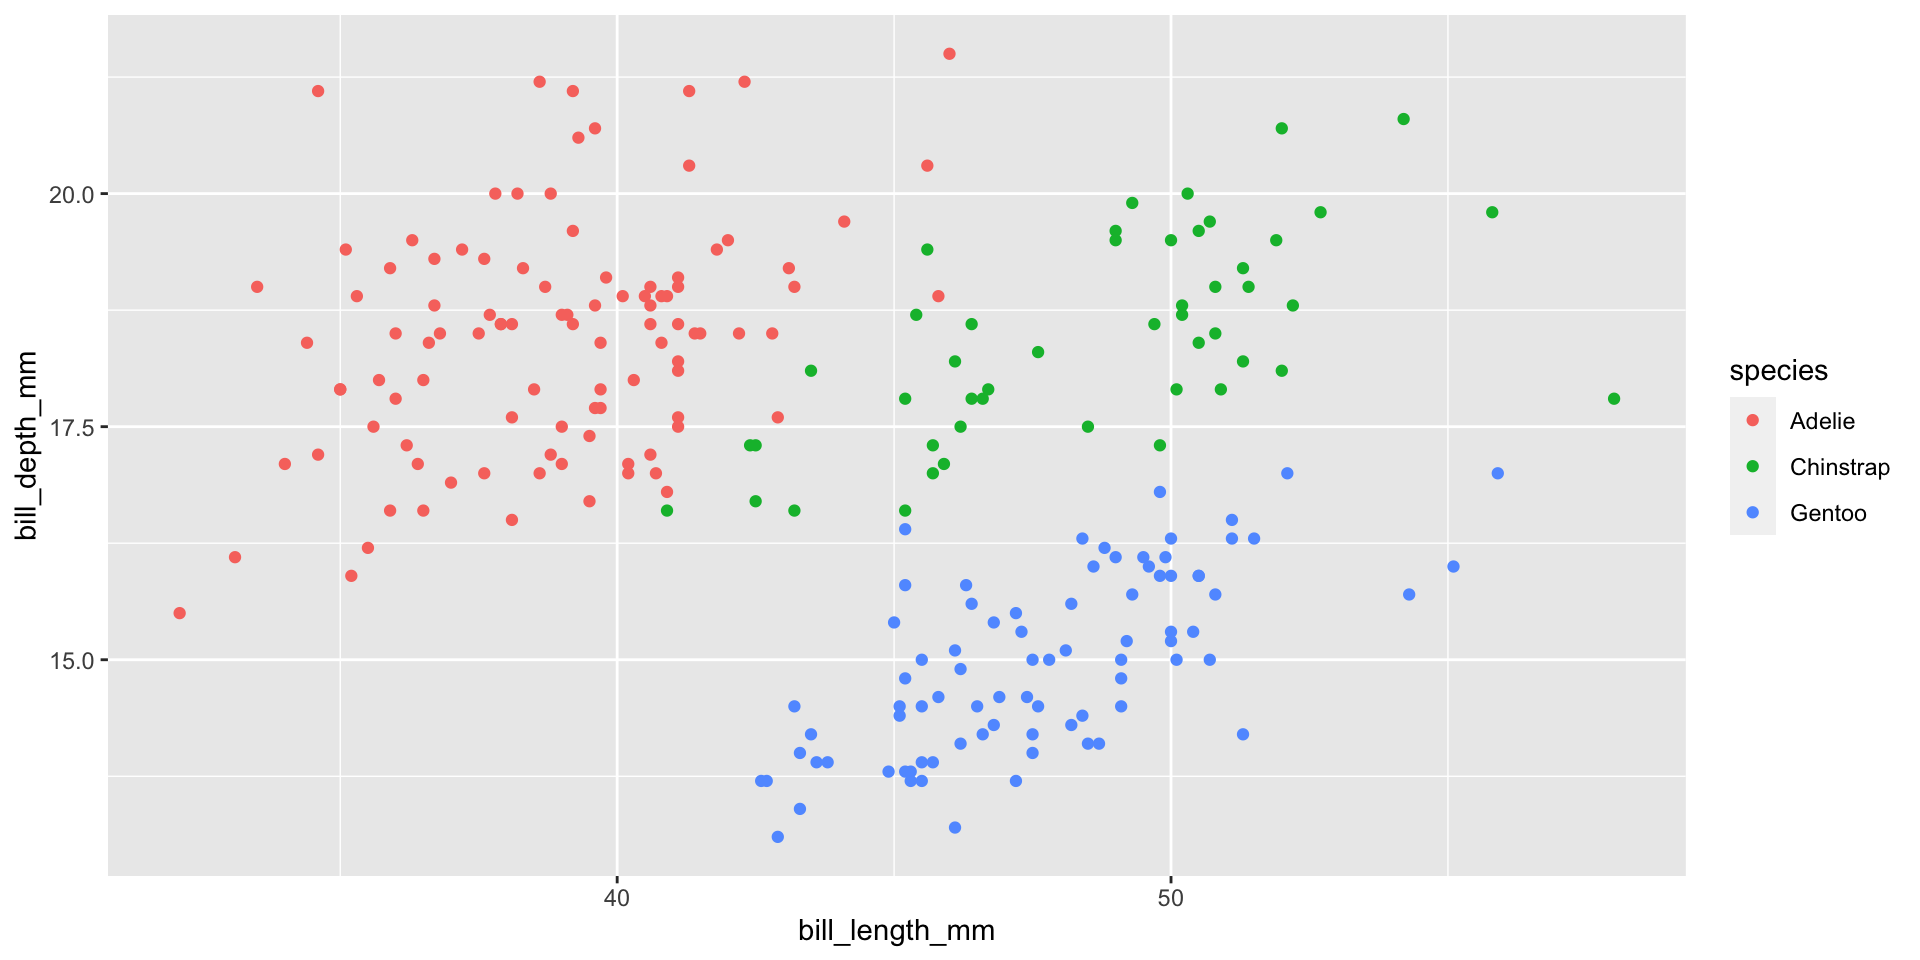 20.0
17.5
15.0
bill_depth_mm
40
50
bill_length_mm
species
Adelie
Chinstrap
Gentoo